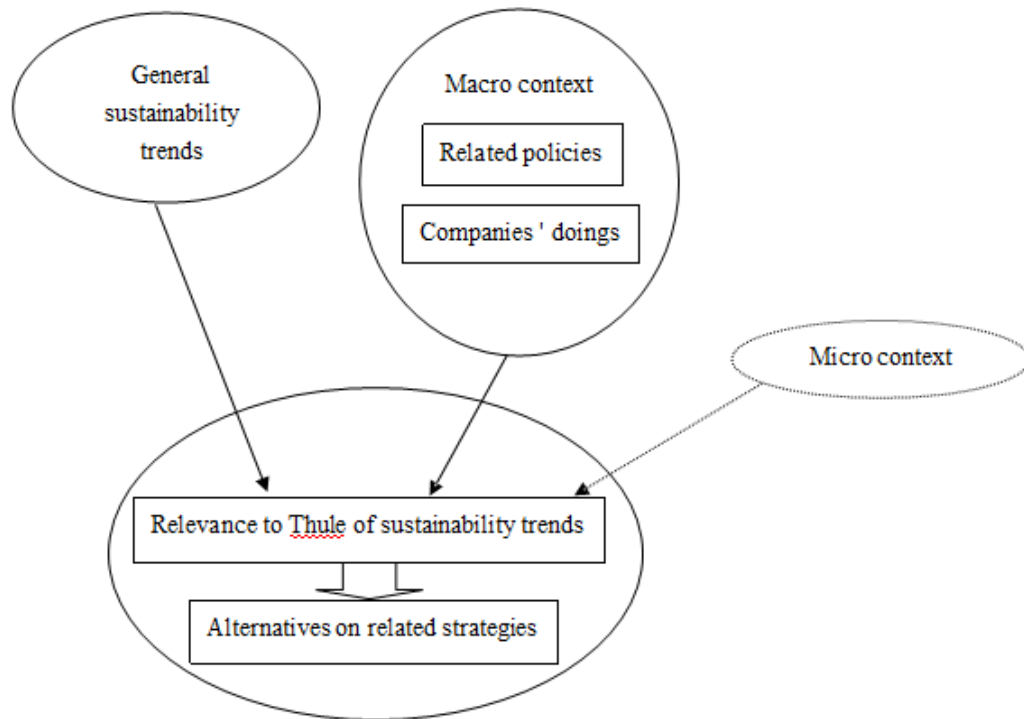 General
sustainability
trends
Macro context
Related policies
Companies ' doings
Micro context
Relevance to Thule of sustainability trends
Alternatives on related strategies